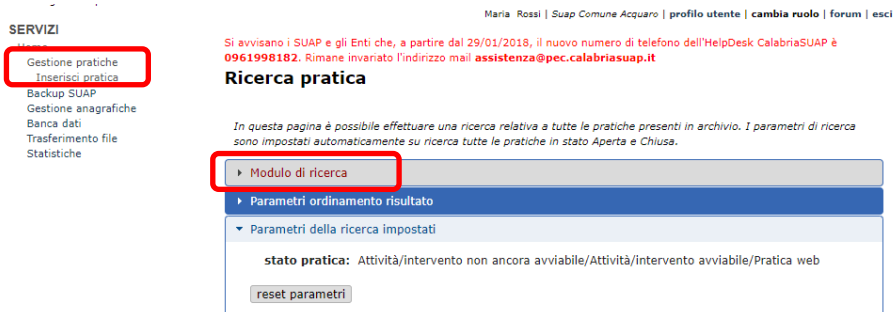 Maria Rossi | Suap Comune Acquaro | profilo utente | cambia ruolo | forum | esci
SERVIZI
Home
Gestione pratiche
Inserisci pratica
Backup SUAP
Gestione anagrafiche
Banca dati
Trasferimento file
Statistiche
Si avvisano i SUAP e gli Enti che, a partire dal 29/01/2018, il nuovo numero di telefono dell'HelpDesk CalabriaSUAP è
0961998182. Rimane invariato l'indirizzo mail assistenza@pec.calabriasuap.it
Ricerca pratica
In questa pagina è possibile effettuare una ricerca relativa a tutte le pratiche presenti in archivio. I parametri di ricerca
sono impostati automaticamente su ricerca tutte le pratiche in stato Aperta e Chiusa.
Modulo di ricerca
Parametri ordinamento risultato
Parametri della ricerca impostati
stato pratica: Attività/intervento non ancora avviabile/Attività/intervento avviabile/Pratica web
reset parametri